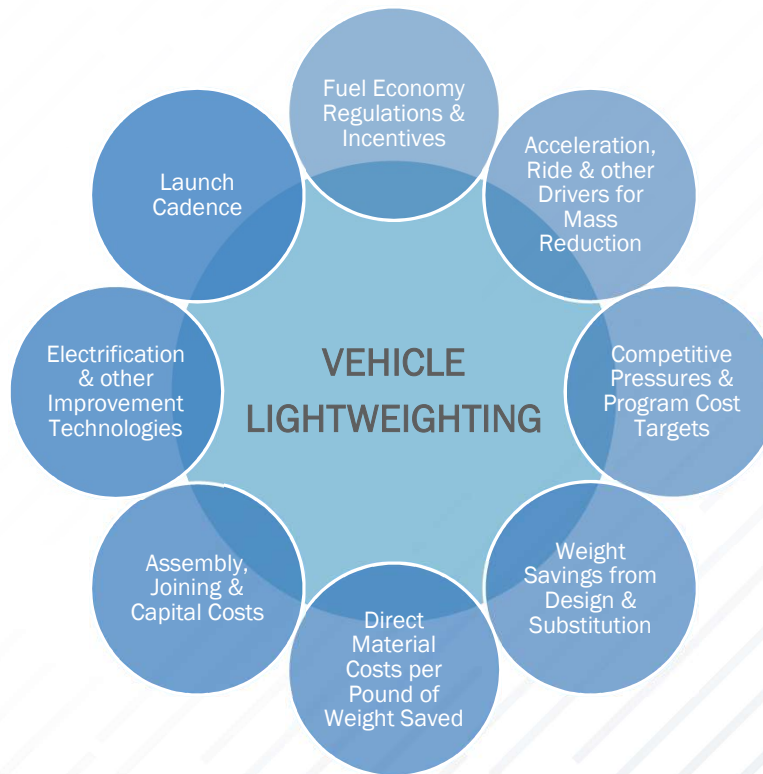 Fuel Economy
Regulations &
Incentives
Acceleration,
Ride & other
Drivers for
Mass
Reduction
Competitive
Pressures &
Program Cost
Targets
Weight
Savings from
Design &
Substitution
Direct
Material
Costs per
Pound of
Weight Saved
Assembly,
Joining &
Capital Costs
Electrification
& other
Improvement
Technologies
Launch
Cadence
VEHICLE
LIGHTWEIGHTING